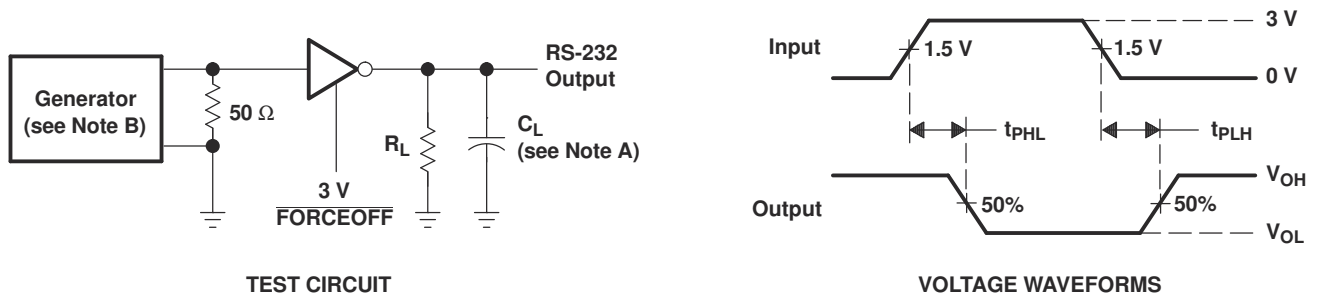 Generator
(see Note B)
50 Ω
3 V
FORCEOFF
R_L
C_L
(see Note A)
RS-232
Output
TEST CIRCUIT
Input
1.5 V
1.5 V
3 V
0 V
t_PHL
t_PLH
Output
50%
50%
V_OH
V_OL
VOLTAGE WAVEFORMS